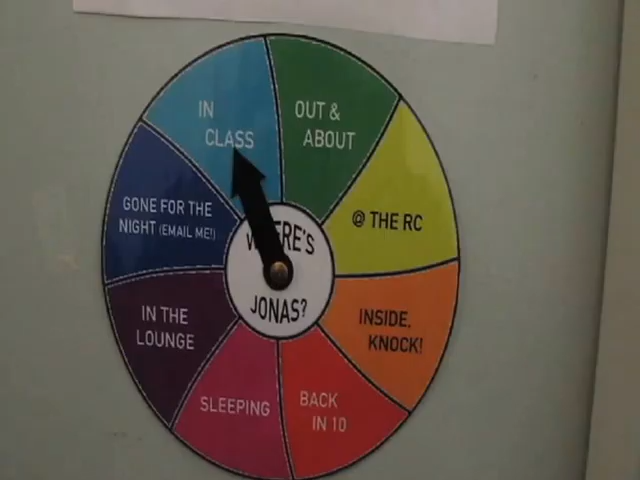 IN
CLASS
OUT &
ABOUT
@ THE RC
INSIDE,
KNOCK!
BACK
IN 10
SLEEPING
IN THE
LOUNGE
GONE FOR THE
NIGHT (EMAIL ME!)
WHERE'S
JONAS?